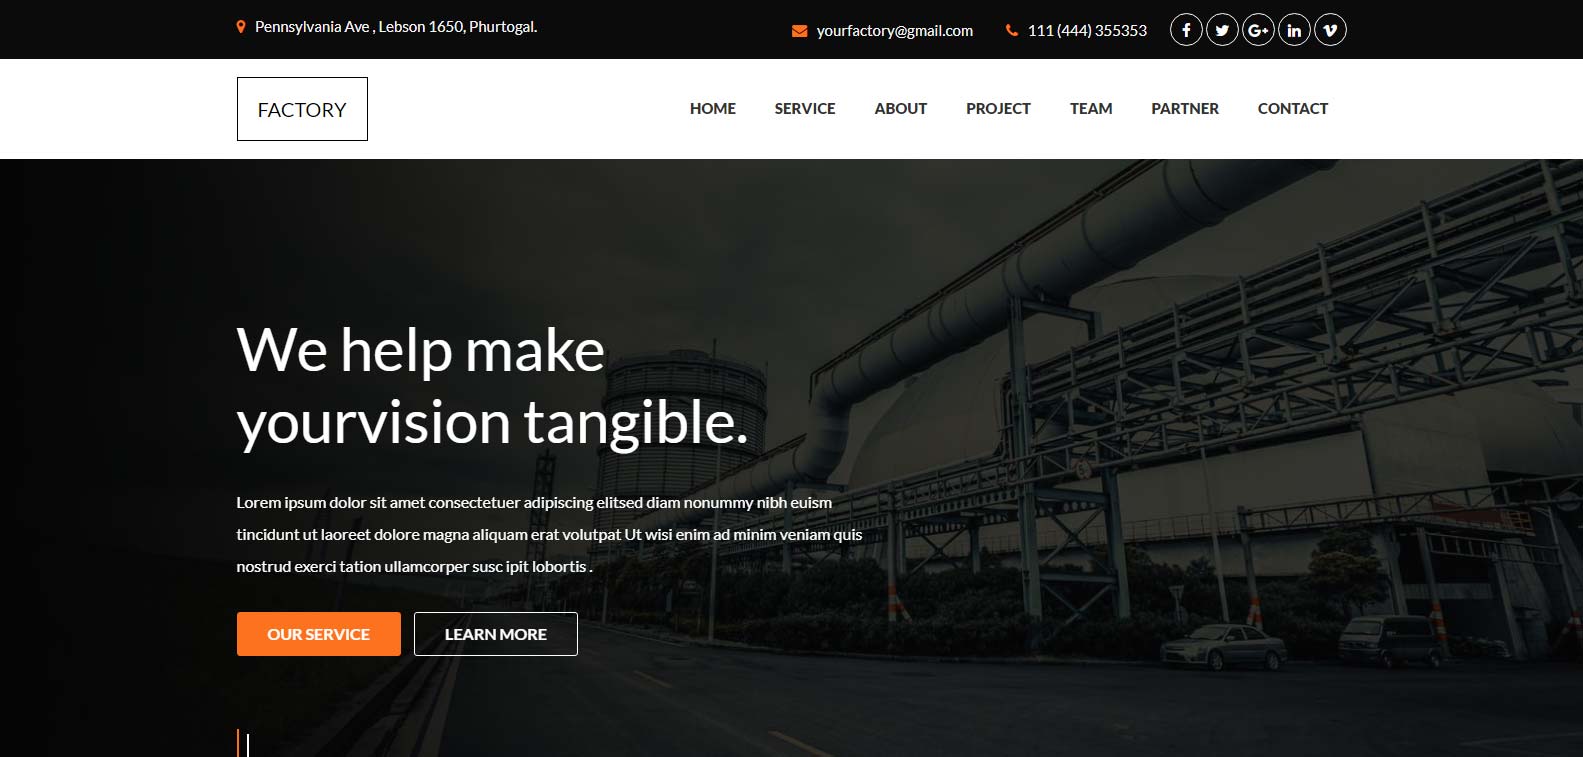 Pennsylvania Ave , Lebson 1650, Phurtogal.
yourfactory@gmail.com
111 (444) 355353
FACTORY
HOME SERVICE ABOUT PROJECT TEAM PARTNER CONTACT
We help make
yourvision tangible.
Lorem ipsum dolor sit amet consectetuer adipiscing elitsed diam nonummy nibh euism
tincidunt ut laoreet dolore magna aliquam erat volutpat Ut wisi enim ad minim veniam quis
nostrud exerci tation ullamcorper susc ipit lobortis .
OUR SERVICE LEARN MORE